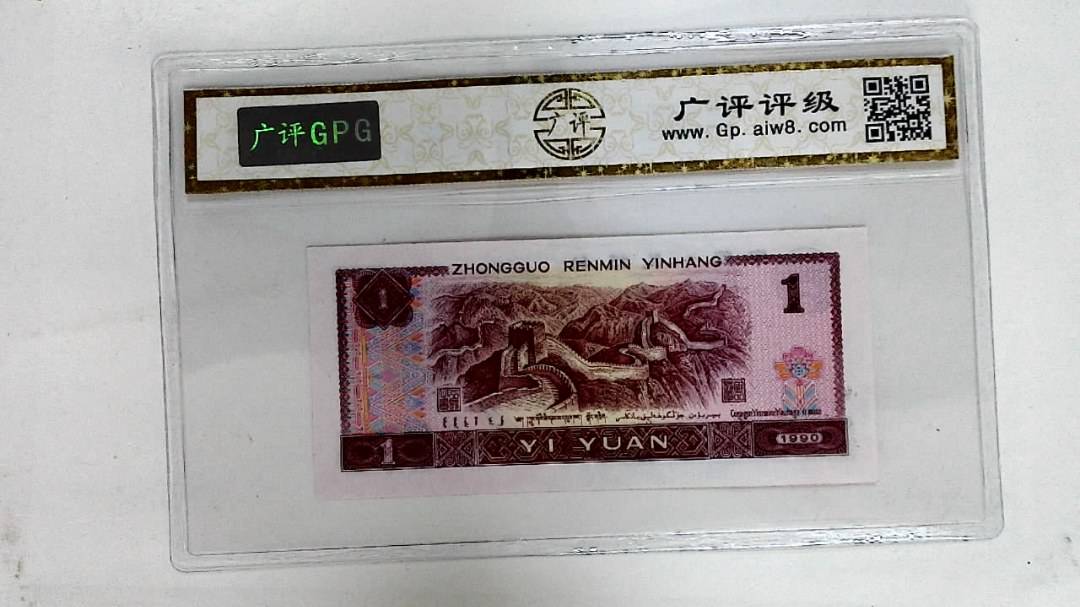 广评GPG
广评
广评评级
www. Gp. aiw8. com
ZHONGGUO RENMIN YINHANG
1
1
1
YI YUAN
1990